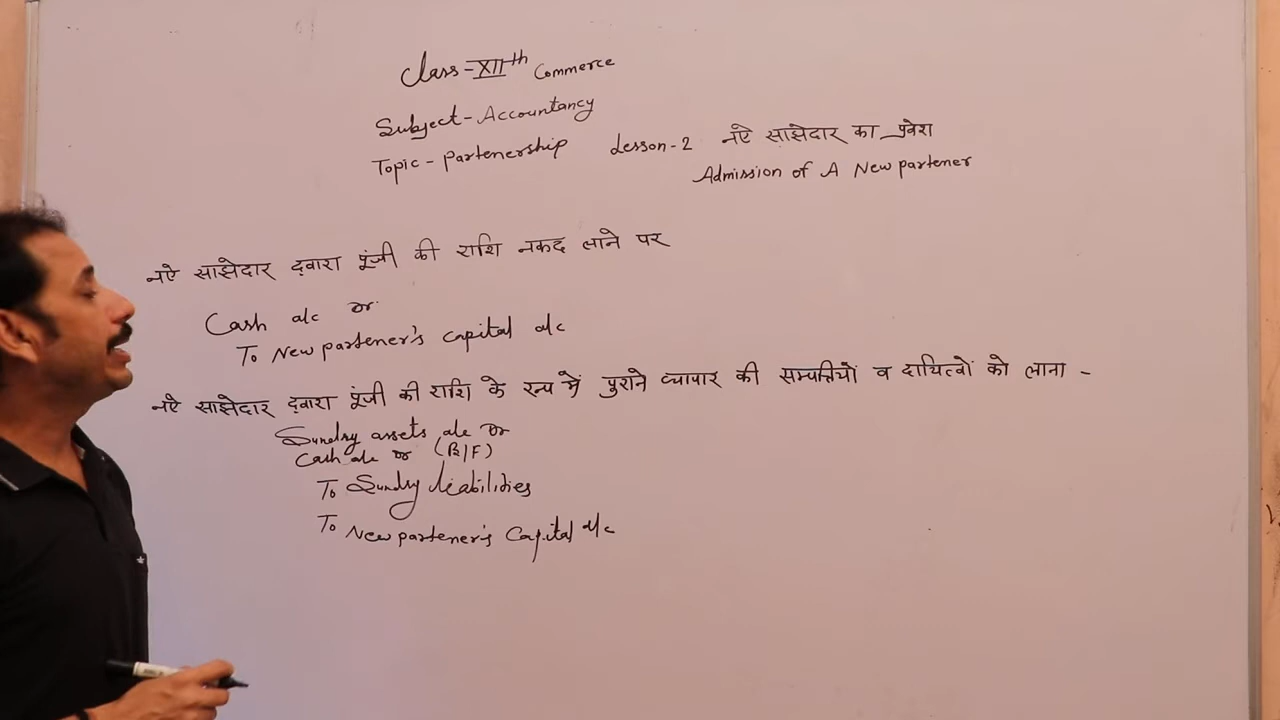 Class-XIIth Commerce
Subject-Accountancy
Topic-Partenership Lesson-2 नऐ साझेदार का प्रवेश
Admission of A New partener
नऐ साझेदार द्वारा पूंजी की राशि नकद लाने पर
Cash a/c Dr
To New partener's Capital a/c
नऐ साझेदार द्वारा पूंजी की राशि के रूप में पुराने व्यापार की सम्पत्तियों व दायित्वों को लाना -
Sundry assets a/c Dr
Cash a/c Dr (B/F)
To Sundry liabilities
To New partener's Capital a/c